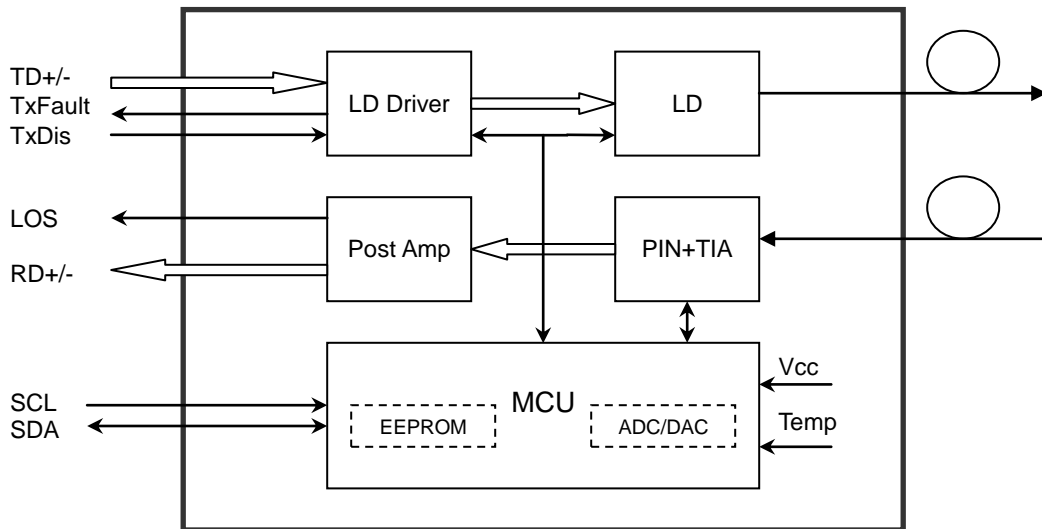 TD+/-
TxFault
TxDis
LD Driver
LD
LOS
RD+/-
Post Amp
PIN+TIA
SCL
SDA
MCU
EEPROM
ADC/DAC
Vcc
Temp